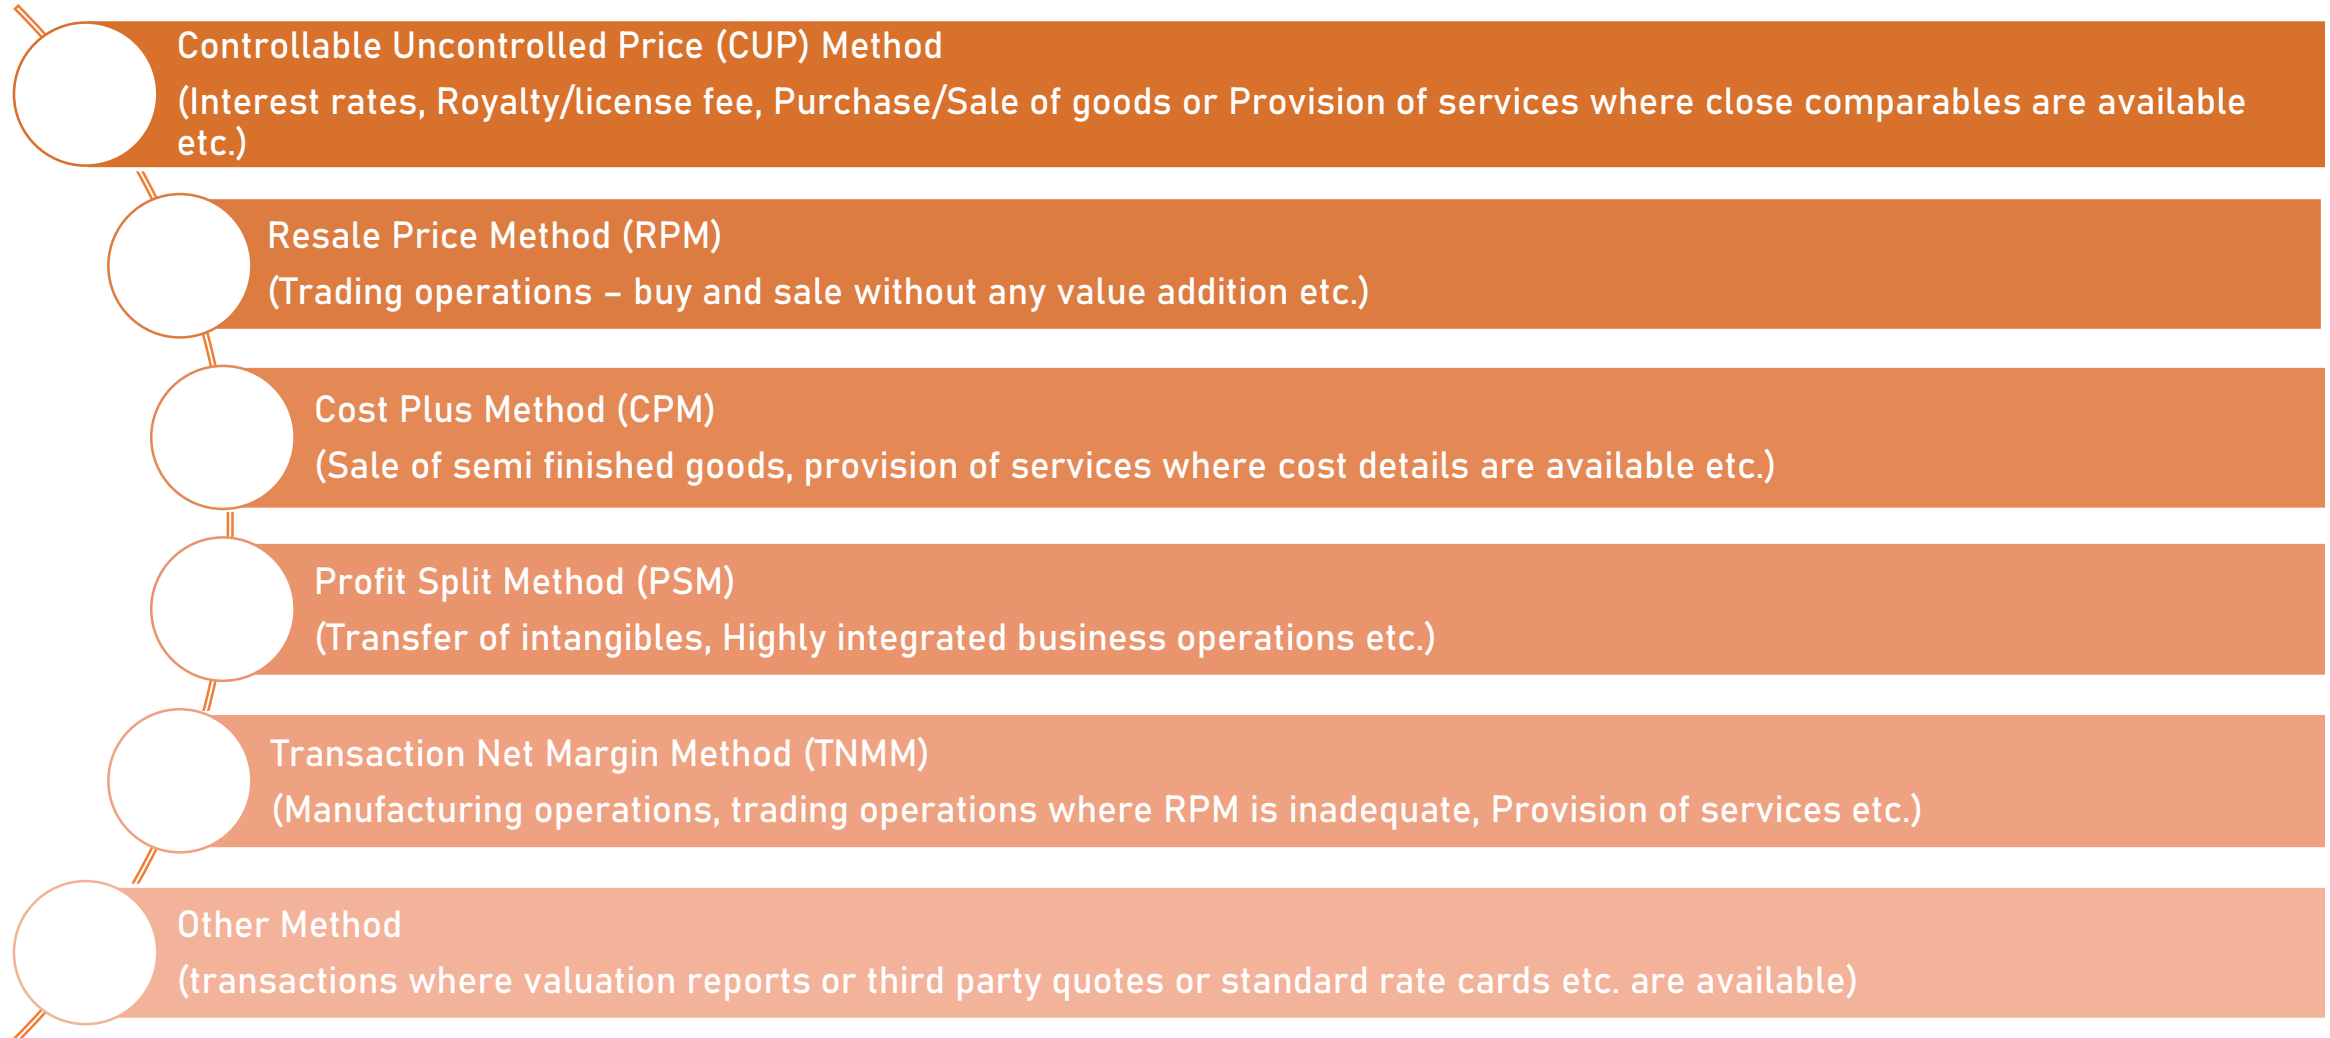 Controllable Uncontrolled Price (CUP) Method
(Interest rates, Royalty/license fee, Purchase/Sale of goods or Provision of services where close comparables are available
etc.)
Resale Price Method (RPM)
(Trading operations – buy and sale without any value addition etc.)
Cost Plus Method (CPM)
(Sale of semi finished goods, provision of services where cost details are available etc.)
Profit Split Method (PSM)
(Transfer of intangibles, Highly integrated business operations etc.)
Transaction Net Margin Method (TNMM)
(Manufacturing operations, trading operations where RPM is inadequate, Provision of services etc.)
Other Method
(transactions where valuation reports or third party quotes or standard rate cards etc. are available)